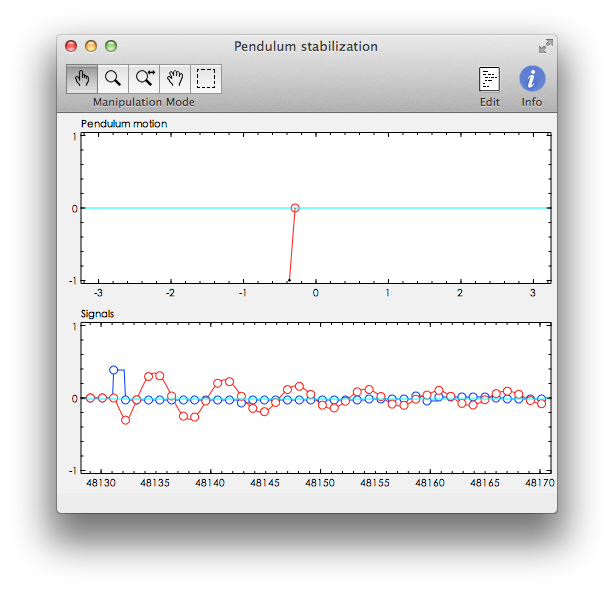 Pendulum stabilization
Manipulation Mode
Edit
i
Info
Pendulum motion
1
0
-1
-3 -2 -1 0 1 2 3
Signals
1
0
-1
48130 48135 48140 48145 48150 48155 48160 48165 48170